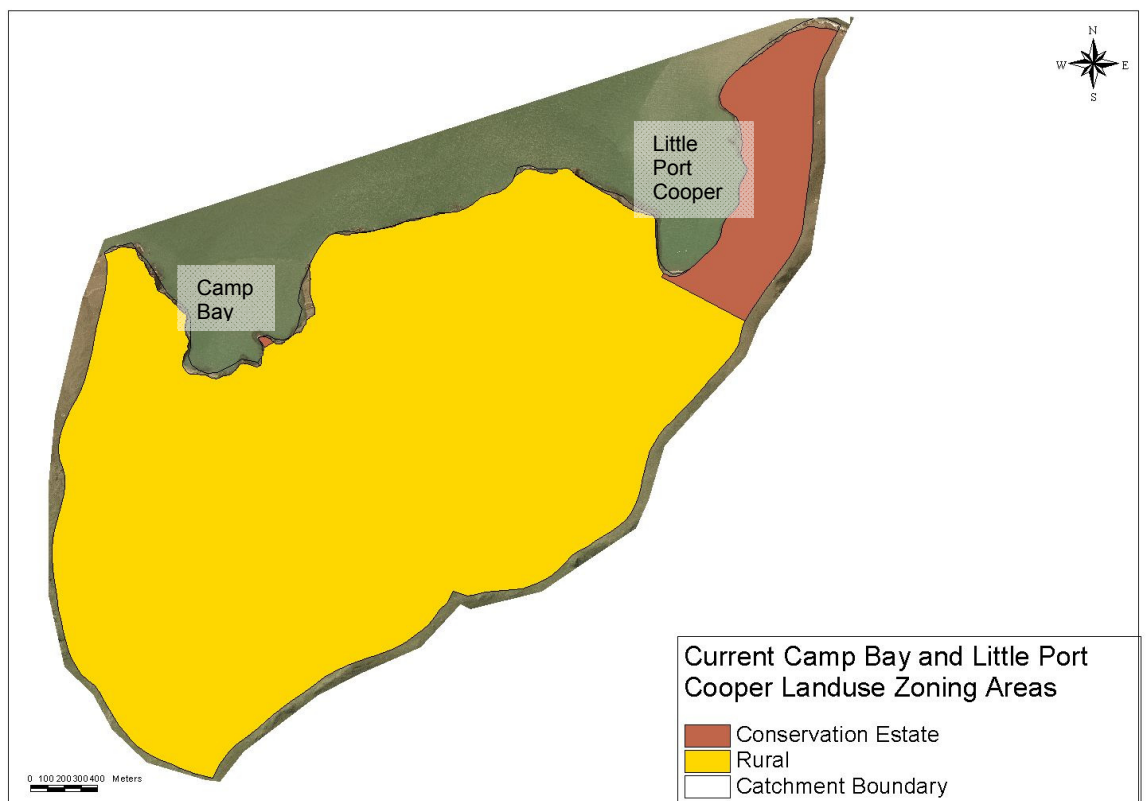 N
W E
S
Little
Port
Cooper
Camp
Bay
Current Camp Bay and Little Port
Cooper Landuse Zoning Areas
Conservation Estate
Rural
Catchment Boundary
0 100 200 300 400 Meters